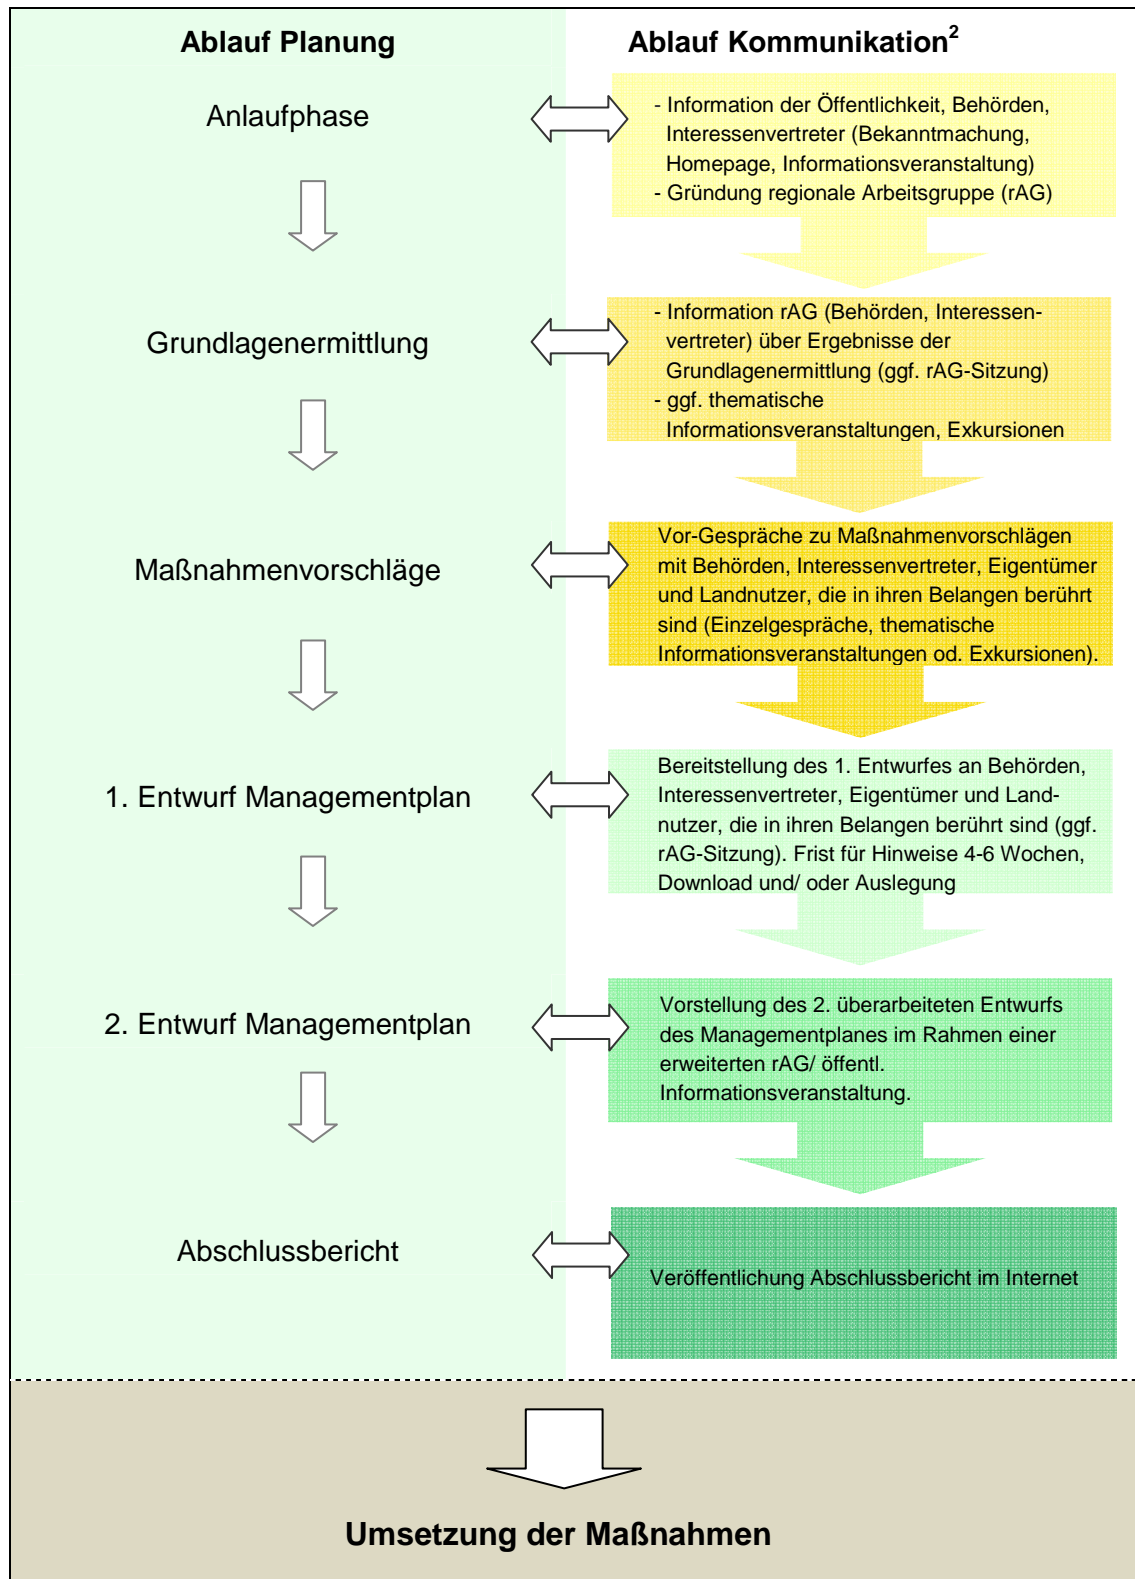 Ablauf Planung
Ablauf Kommunikation²
Anlaufphase
- Information der Öffentlichkeit, Behörden,
Interessenvertreter (Bekanntmachung,
Homepage, Informationsveranstaltung)
- Gründung regionale Arbeitsgruppe (rAG)
Grundlagenermittlung
- Information rAG (Behörden, Interessen-
vertreter) über Ergebnisse der
Grundlagenermittlung (ggf. rAG-Sitzung)
- ggf. thematische
Informationsveranstaltungen, Exkursionen
Maßnahmenvorschläge
Vor-Gespräche zu Maßnahmenvorschlägen
mit Behörden, Interessenvertreter, Eigentümer
und Landnutzer, die in ihren Belangen berührt
sind (Einzelgespräche, thematische
Informationsveranstaltungen od. Exkursionen).
1. Entwurf Managementplan
Bereitstellung des 1. Entwurfes an Behörden,
Interessenvertreter, Eigentümer und Land-
nutzer, die in ihren Belangen berührt sind (ggf.
rAG-Sitzung). Frist für Hinweise 4-6 Wochen,
Download und/ oder Auslegung
2. Entwurf Managementplan
Vorstellung des 2. überarbeiteten Entwurfs
des Managementplanes im Rahmen einer
erweiterten rAG/ öffentl.
Informationsveranstaltung.
Abschlussbericht
Veröffentlichung Abschlussbericht im Internet
Umsetzung der Maßnahmen